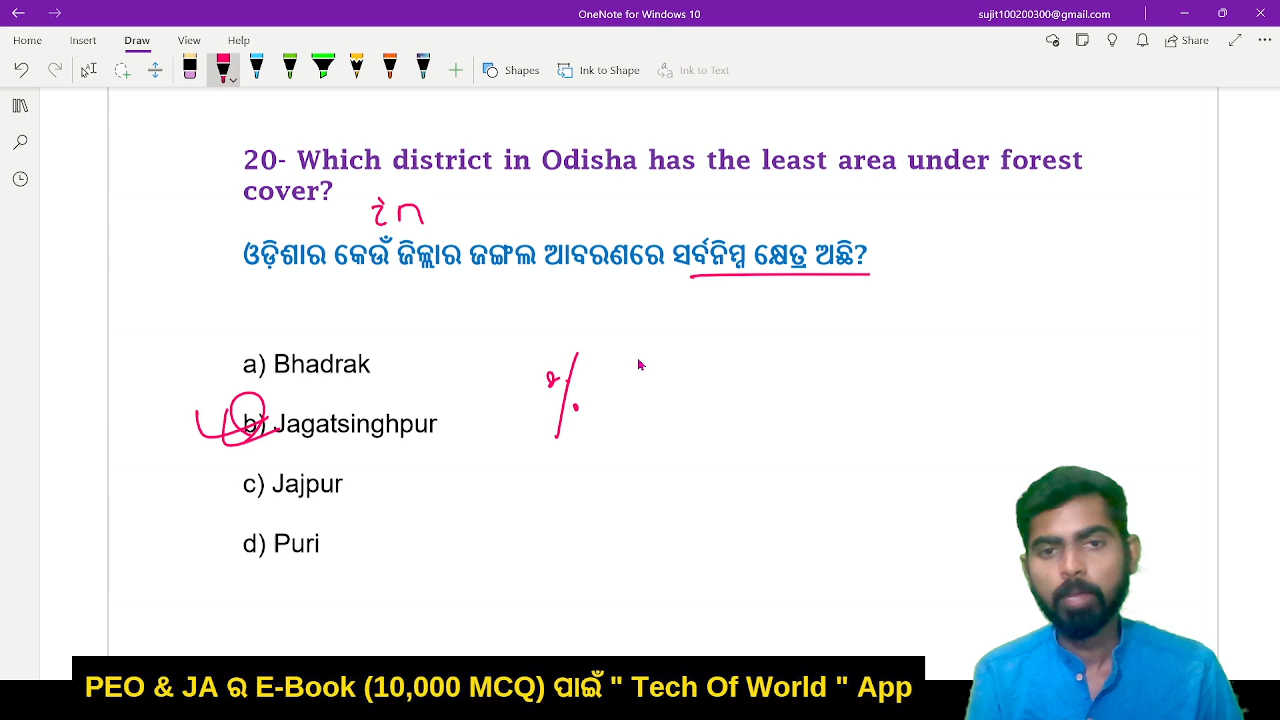 OneNote for Windows 10
sujit100200300@gmail.com
Home Insert Draw View Help
Share
Shapes Ink to Shape Ink to Text
20- Which district in Odisha has the least area under forest
cover?
in
ଓଡ଼ିଶାର କେଉଁ ଜିଲ୍ଲାର ଜଙ୍ଗଲ ଆବରଣରେ ସର୍ବନିମ୍ନ କ୍ଷେତ୍ର ଅଛି?
a) Bhadrak
b) Jagatsinghpur
%
c) Jajpur
d) Puri
PEO & JA ର E-Book (10,000 MCQ) ପାଇଁ " Tech Of World " App